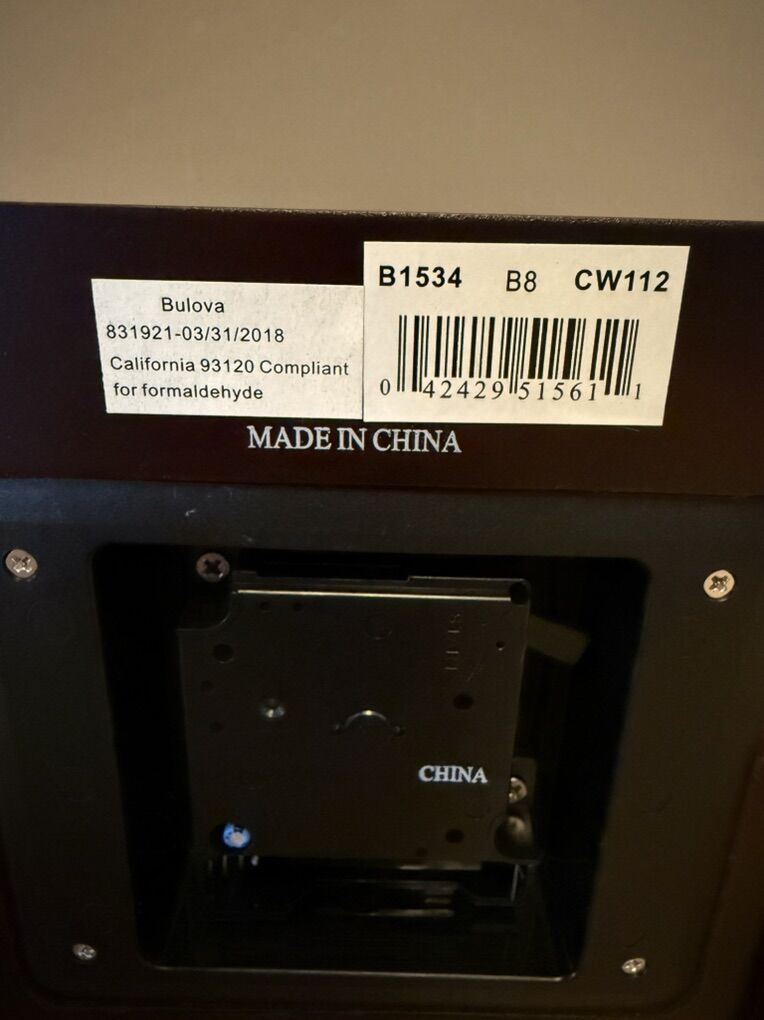 Bulova
831921-03/31/2018
California 93120 Compliant
for formaldehyde
B1534 B8 CW112
0 42429 51561 1
MADE IN CHINA
CHINA